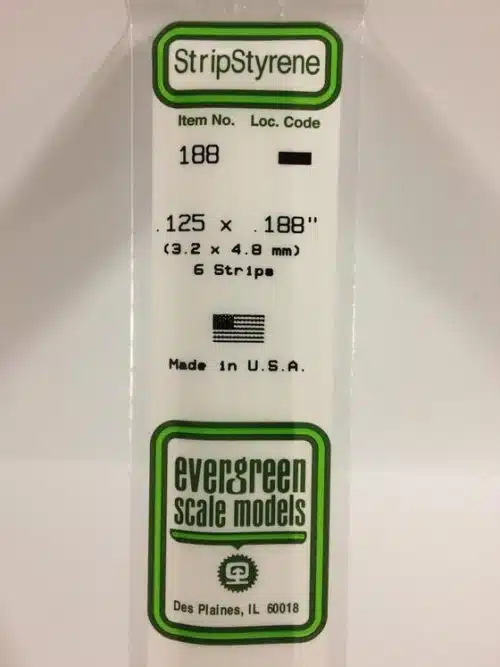 StripStyrene
Item No. Loc. Code
188
.125 x .188"
(3.2 x 4.8 mm)
6 Strips
Made in U.S.A.
evergreen
scale models
Des Plaines, IL 60018